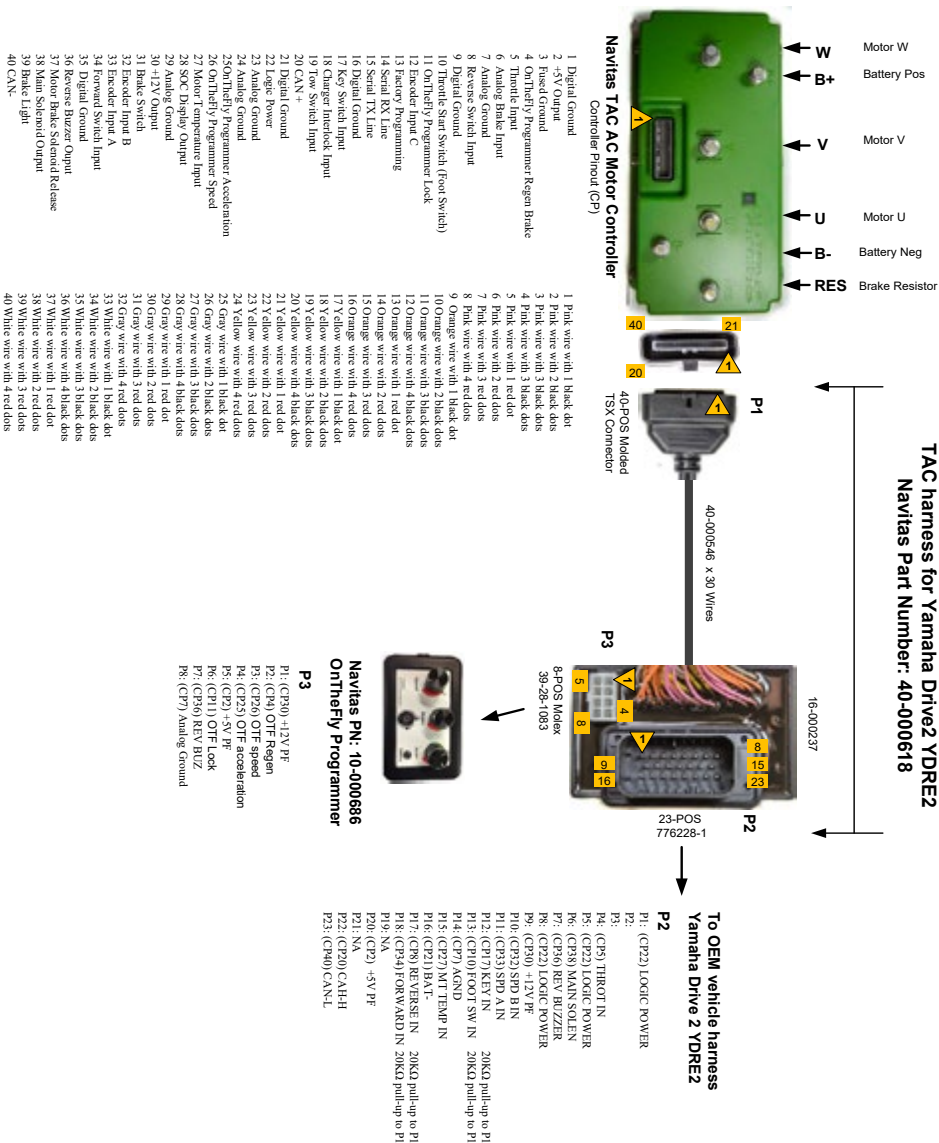 TAC harness for Yamaha Drive2 YDRE2
Navitas Part Number: 40-000618
W
Motor W
B+
Battery Pos
V
Motor V
U
Motor U
B-
Battery Neg
RES
Brake Resistor
1
Navitas TAC AC Motor Controller
Controller Pinout (CP)
40
21
20
1
P1
1
40-POS Molded
TSX Connector
40-000546 x 30 Wires
16-000237
P3
1
5
4
8
8-POS Molex
39-28-1083
1
8
15
23
9
16
P2
23-POS
776228-1
1 Digital Ground
2 +5V Output
3 Fused Ground
4 OnTheFly Programmer Regen Brake
5 Throttle Input
6 Analog Brake Input
7 Analog Ground
8 Reverse Switch Input
9 Digital Ground
10 Throttle Start Switch (Foot Switch)
11 OnTheFly Programmer Lock
12 Encoder Input C
13 Factory Programming
14 Serial RX Line
15 Serial TX Line
16 Digital Ground
17 Key Switch Input
18 Charger Interlock Input
19 Tow Switch Input
20 CAN +
21 Digital Ground
22 Logic Power
23 Analog Ground
24 Analog Ground
25OnTheFly Programmer Acceleration
26 OnTheFly Programmer Speed
27 Motor Temperature Input
28 SOC Display Output
29 Analog Ground
30 +12V Output
31 Brake Switch
32 Encoder Input B
33 Encoder Input A
34 Forward Switch Input
35 Digital Ground
36 Reverse Buzzer Ouput
37 Motor Brake Solenoid Release
38 Main Solenoid Output
39 Brake Light
40 CAN-
1 Pink wire with 1 black dot
2 Pink wire with 2 black dots
3 Pink wire with 3 black dots
4 Pink wire with 3 black dots
5 Pink wire with 1 red dot
6 Pink wire with 2 red dots
7 Pink wire with 3 red dots
8 Pink wire with 4 red dots
9 Orange wire with 1 black dot
10 Orange wire with 2 black dots
11 Orange wire with 3 black dots
12 Orange wire with 4 black dots
13 Orange wire with 1 red dot
14 Orange wire with 2 red dots
15 Orange wire with 3 red dots
16 Orange wire with 4 red dots
17 Yellow wire with 1 black dot
18 Yellow wire with 2 black dots
19 Yellow wire with 3 black dots
20 Yellow wire with 4 black dots
21 Yellow wire with 1 red dot
22 Yellow wire with 2 red dots
23 Yellow wire with 3 red dots
24 Yellow wire with 4 red dots
25 Gray wire with 1 black dot
26 Gray wire with 2 black dots
27 Gray wire with 3 black dots
28 Gray wire with 4 black dots
29 Gray wire with 1 red dot
30 Gray wire with 2 red dots
31 Gray wire with 3 red dots
32 Gray wire with 4 red dots
33 White wire with 1 black dot
34 White wire with 2 black dots
35 White wire with 3 black dots
36 White wire with 4 black dots
37 White wire with 1 red dot
38 White wire with 2 red dots
39 White wire with 3 red dots
40 White wire with 4 red dots
Navitas PN: 10-000686
OnTheFly Programmer
P3
P1: (CP30) +12V PF
P2: (CP4) OTF Regen
P3: (CP26) OTF speed
P4: (CP25) OTF acceleration
P5: (CP2) +5V PF
P6: (CP11) OTF Lock
P7: (CP36) REV BUZ
P8: (CP7) Analog Ground
To OEM vehicle harness
Yamaha Drive 2 YDRE2
P2
P1: (CP22) LOGIC POWER
P2:
P3:
P4: (CP5) THROT IN
P5: (CP22) LOGIC POWER
P6: (CP38) MAIN SOLEN
P7: (CP36) REV BUZZER
P8: (CP22) LOGIC POWER
P9: (CP30) +12V PF
P10: (CP32) SPD B IN
P11: (CP33) SPD A IN
P12: (CP17) KEY IN 20KΩ pull-up to P1
P13: (CP10) FOOT SW IN 20KΩ pull-up to P1
P14: (CP7) AGND
P15: (CP27) MT TEMP IN
P16: (CP21) BAT-
P17: (CP8) REVERSE IN 20KΩ pull-up to P1
P18: (CP34) FORWARD IN 20KΩ pull-up to P1
P19: NA
P20: (CP2) +5V PF
P21: NA
P22: (CP20) CAH-H
P23: (CP40) CAN-L